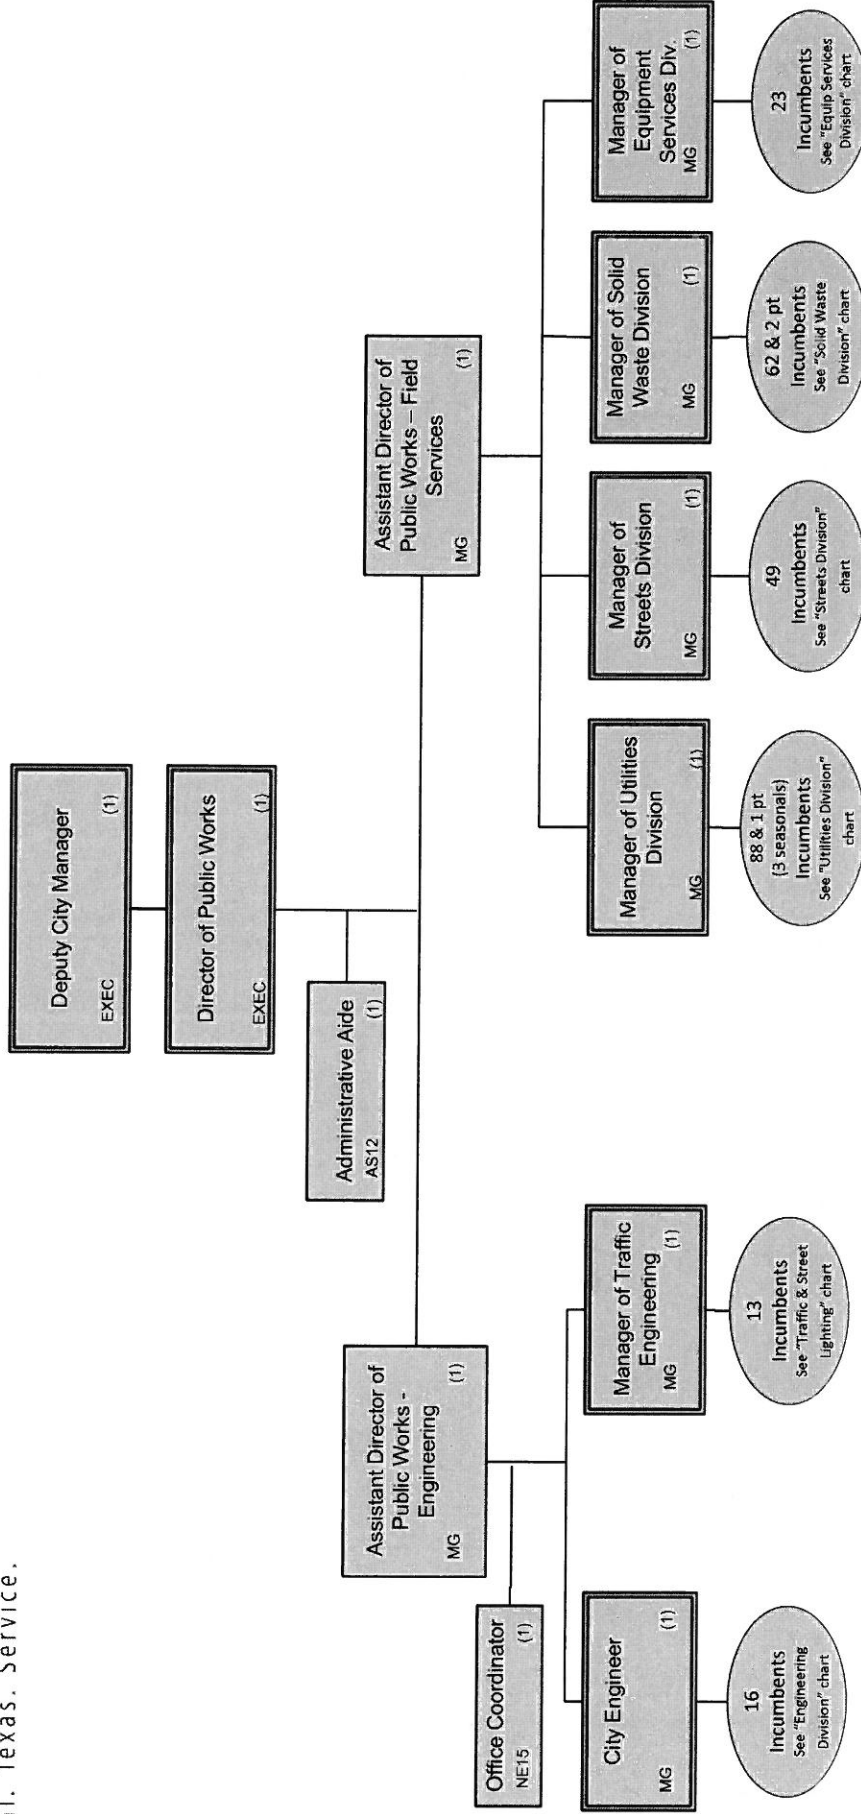 Texas. Service.
Deputy City Manager
EXEC (1)
Director of Public Works
EXEC (1)
Administrative Aide
AS12 (1)
Assistant Director of
Public Works -
Engineering
MG (1)
Assistant Director of
Public Works – Field
Services
MG (1)
Office Coordinator
NE15 (1)
City Engineer
MG (1)
Manager of Traffic
Engineering
MG (1)
Manager of Utilities
Division
MG (1)
Manager of
Streets Division
MG (1)
Manager of Solid
Waste Division
MG (1)
Manager of
Equipment
Services Div.
MG (1)
16
Incumbents
See "Engineering
Division" chart
13
Incumbents
See "Traffic & Street
Lighting" chart
88 & 1 pt
(3 seasonals)
Incumbents
See "Utilities Division"
chart
49
Incumbents
See "Streets Division"
chart
62 & 2 pt
Incumbents
See "Solid Waste
Division" chart
23
Incumbents
See "Equip Services
Division" chart